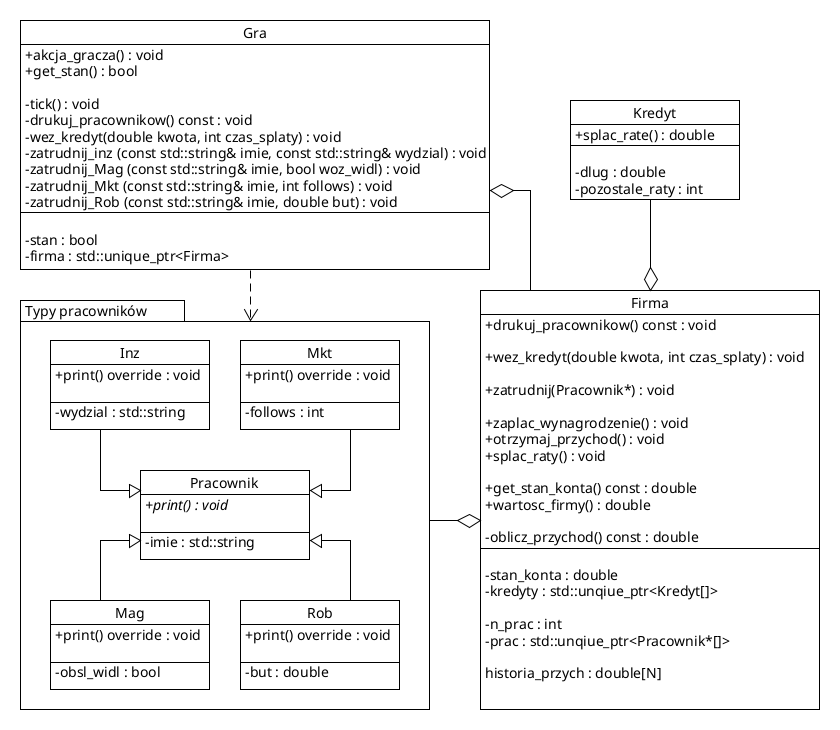 Gra
+akcja_gracza() : void
+get_stan() : bool
-tick() : void
-drukuj_pracownikow() const : void
-wez_kredyt(double kwota, int czas_splaty) : void
-zatrudnij_inz (const std::string& imie, const std::string& wydzial) : void
-zatrudnij_Mag (const std::string& imie, bool woz_widl) : void
-zatrudnij_Mkt (const std::string& imie, int follows) : void
-zatrudnij_Rob (const std::string& imie, double but) : void
-stan : bool
-firma : std::unique_ptr<Firma>
Kredyt
+splac_rate() : double
-dlug : double
-pozostale_raty : int
Typy pracowników
Inz
+print() override : void
-wydzial : std::string
Mkt
+print() override : void
-follows : int
Pracownik
+print() : void
-imie : std::string
Mag
+print() override : void
-obsl_widl : bool
Rob
+print() override : void
-but : double
Firma
+drukuj_pracownikow() const : void
+wez_kredyt(double kwota, int czas_splaty) : void
+zatrudnij(Pracownik*) : void
+zaplac_wynagrodzenie() : void
+otrzymaj_przychod() : void
+splac_raty() : void
+get_stan_konta() const : double
+wartosc_firmy() : double
-oblicz_przychod() const : double
-stan_konta : double
-kredyty : std::unqiue_ptr<Kredyt[]>
-n_prac : int
-prac : std::unqiue_ptr<Pracownik*[]>
historia_przych : double[N]